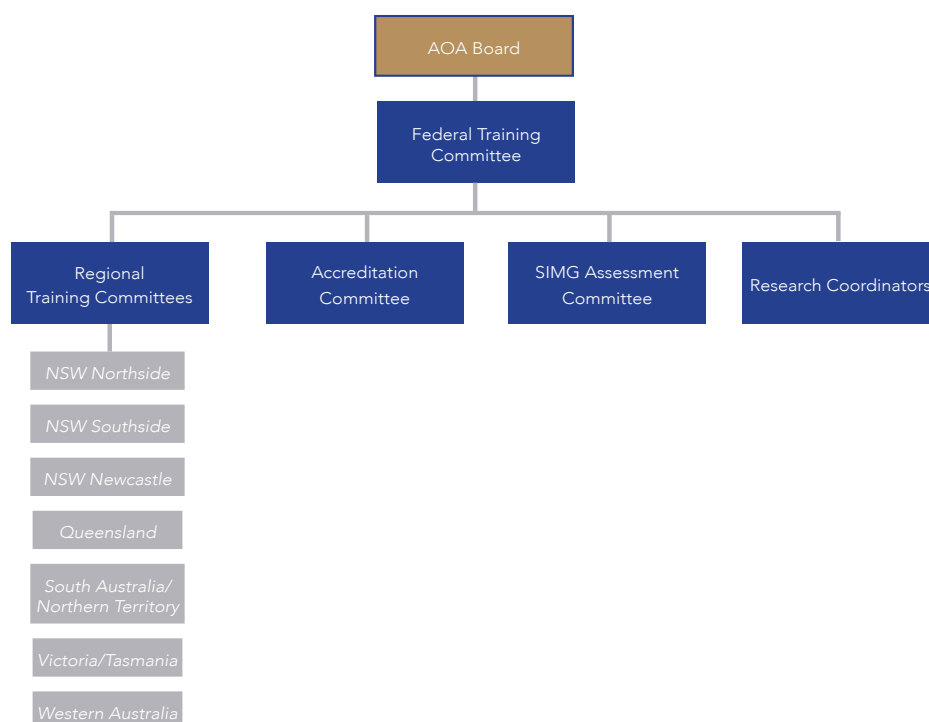 AOA Board
Federal Training
Committee
Regional
Training Committees
Accreditation
Committee
SIMG Assessment
Committee
Research Coordinators
NSW Northside
NSW Southside
NSW Newcastle
Queensland
South Australia/
Northern Territory
Victoria/Tasmania
Western Australia